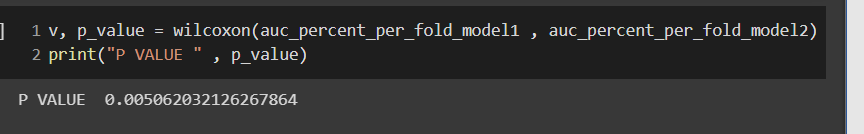 ] 1 v, p_value = wilcoxon(auc_percent_per_fold_model1 , auc_percent_per_fold_model2)
2 print("P VALUE " , p_value)
P VALUE  0.005062032126267864